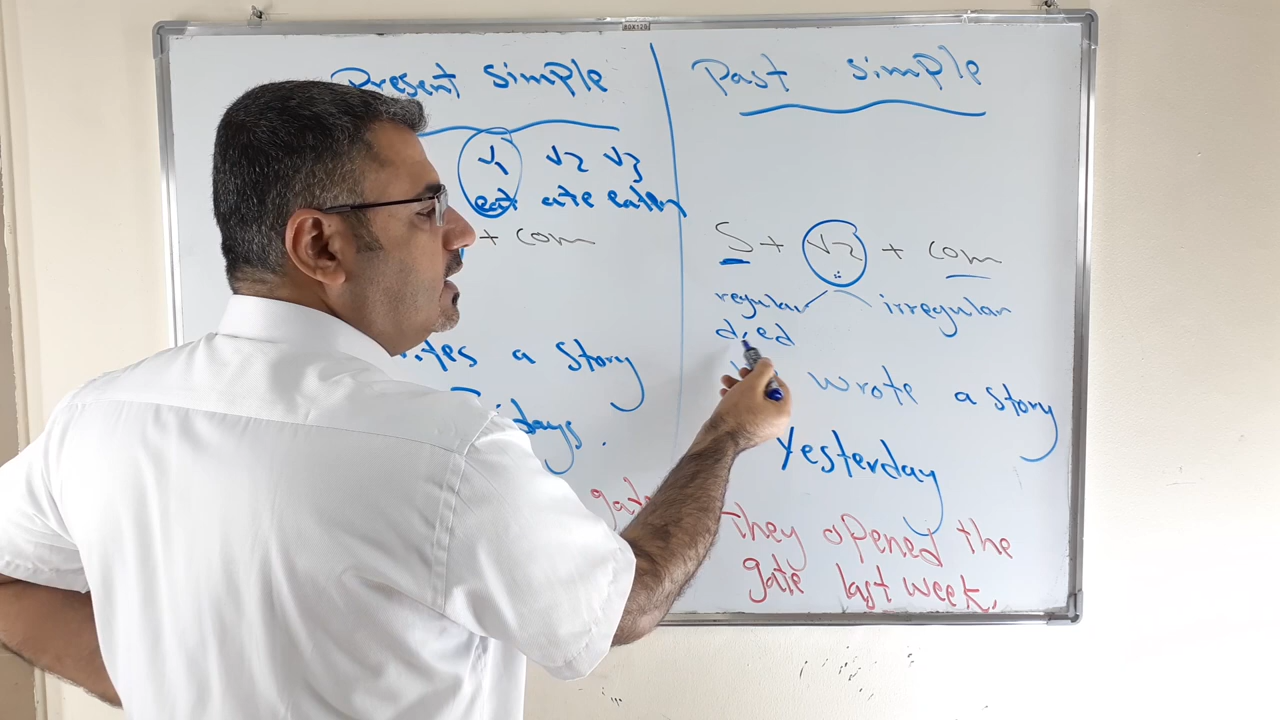 Present simple
V1 V2 V3
eat ate eaten
+ com
a story
days.
Past simple
S + V2 + com
regular irregular
d,ed
wrote a story
Yesterday
they opened the
gate last week.
80X120